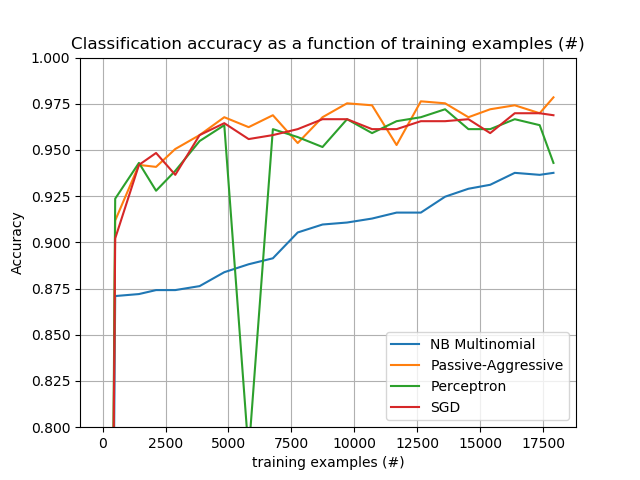 Classification accuracy as a function of training examples (#)
1.000
0.975
0.950
0.925
0.900
0.875
0.850
0.825
0.800
Accuracy
NB Multinomial
Passive-Aggressive
Perceptron
SGD
0 2500 5000 7500 10000 12500 15000 17500
training examples (#)